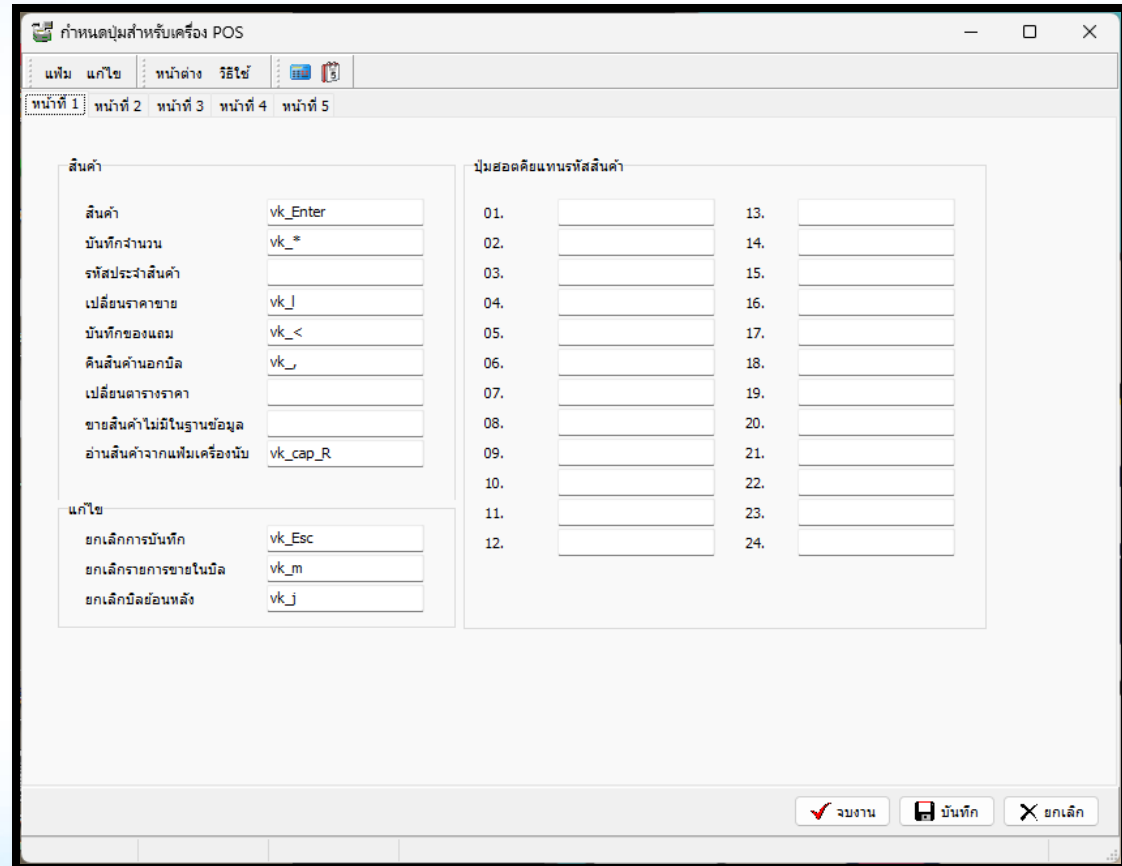 กำหนดปุ่มสำหรับเครื่อง POS
แฟ้ม แก้ไข หน้าต่าง วิธีใช้
หน้าที่ 1 หน้าที่ 2 หน้าที่ 3 หน้าที่ 4 หน้าที่ 5
สินค้า
สินค้า vk_Enter
บันทึกจำนวน vk_*
รหัสประจำสินค้า
เปลี่ยนราคาขาย vk_l
บันทึกของแถม vk_<
คืนสินค้านอกบิล vk_,
เปลี่ยนตารางราคา
ขายสินค้าไม่มีในฐานข้อมูล
อ่านสินค้าจากแฟ้มเครื่องนับ vk_cap_R
แก้ไข
ยกเลิกการบันทึก vk_Esc
ยกเลิกรายการขายในบิล vk_m
ยกเลิกบิลย้อนหลัง vk_j
ปุ่มฮอตคียแทนรหัสสินค้า
01. 13.
02. 14.
03. 15.
04. 16.
05. 17.
06. 18.
07. 19.
08. 20.
09. 21.
10. 22.
11. 23.
12. 24.
จบงาน บันทึก ยกเลิก